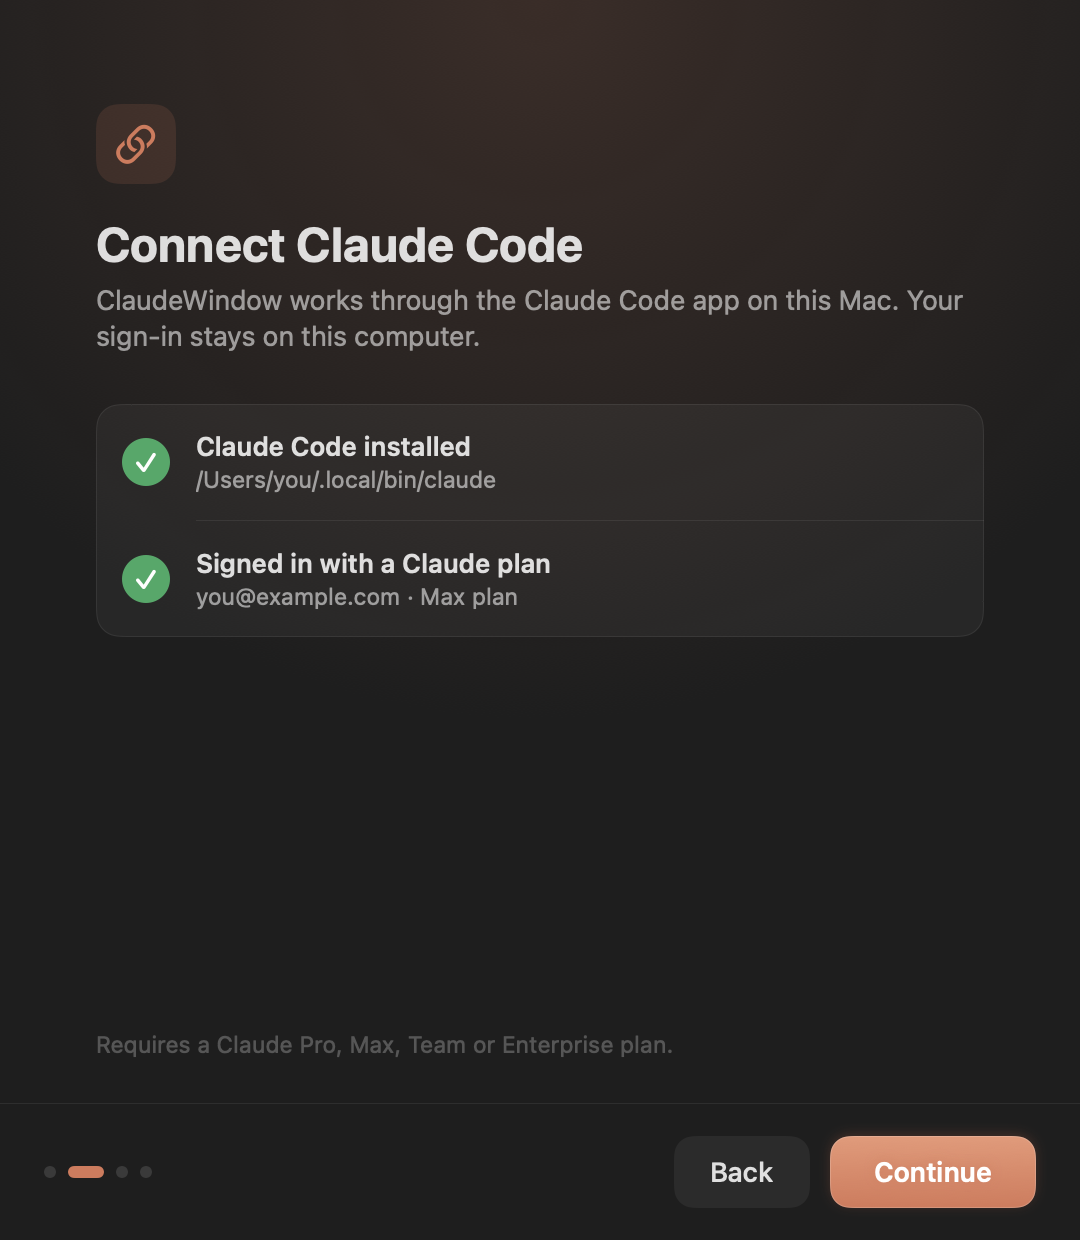 Connect Claude Code
ClaudeWindow works through the Claude Code app on this Mac. Your
sign-in stays on this computer.
Claude Code installed
/Users/you/.local/bin/claude
Signed in with a Claude plan
you@example.com · Max plan
Requires a Claude Pro, Max, Team or Enterprise plan.
Back
Continue